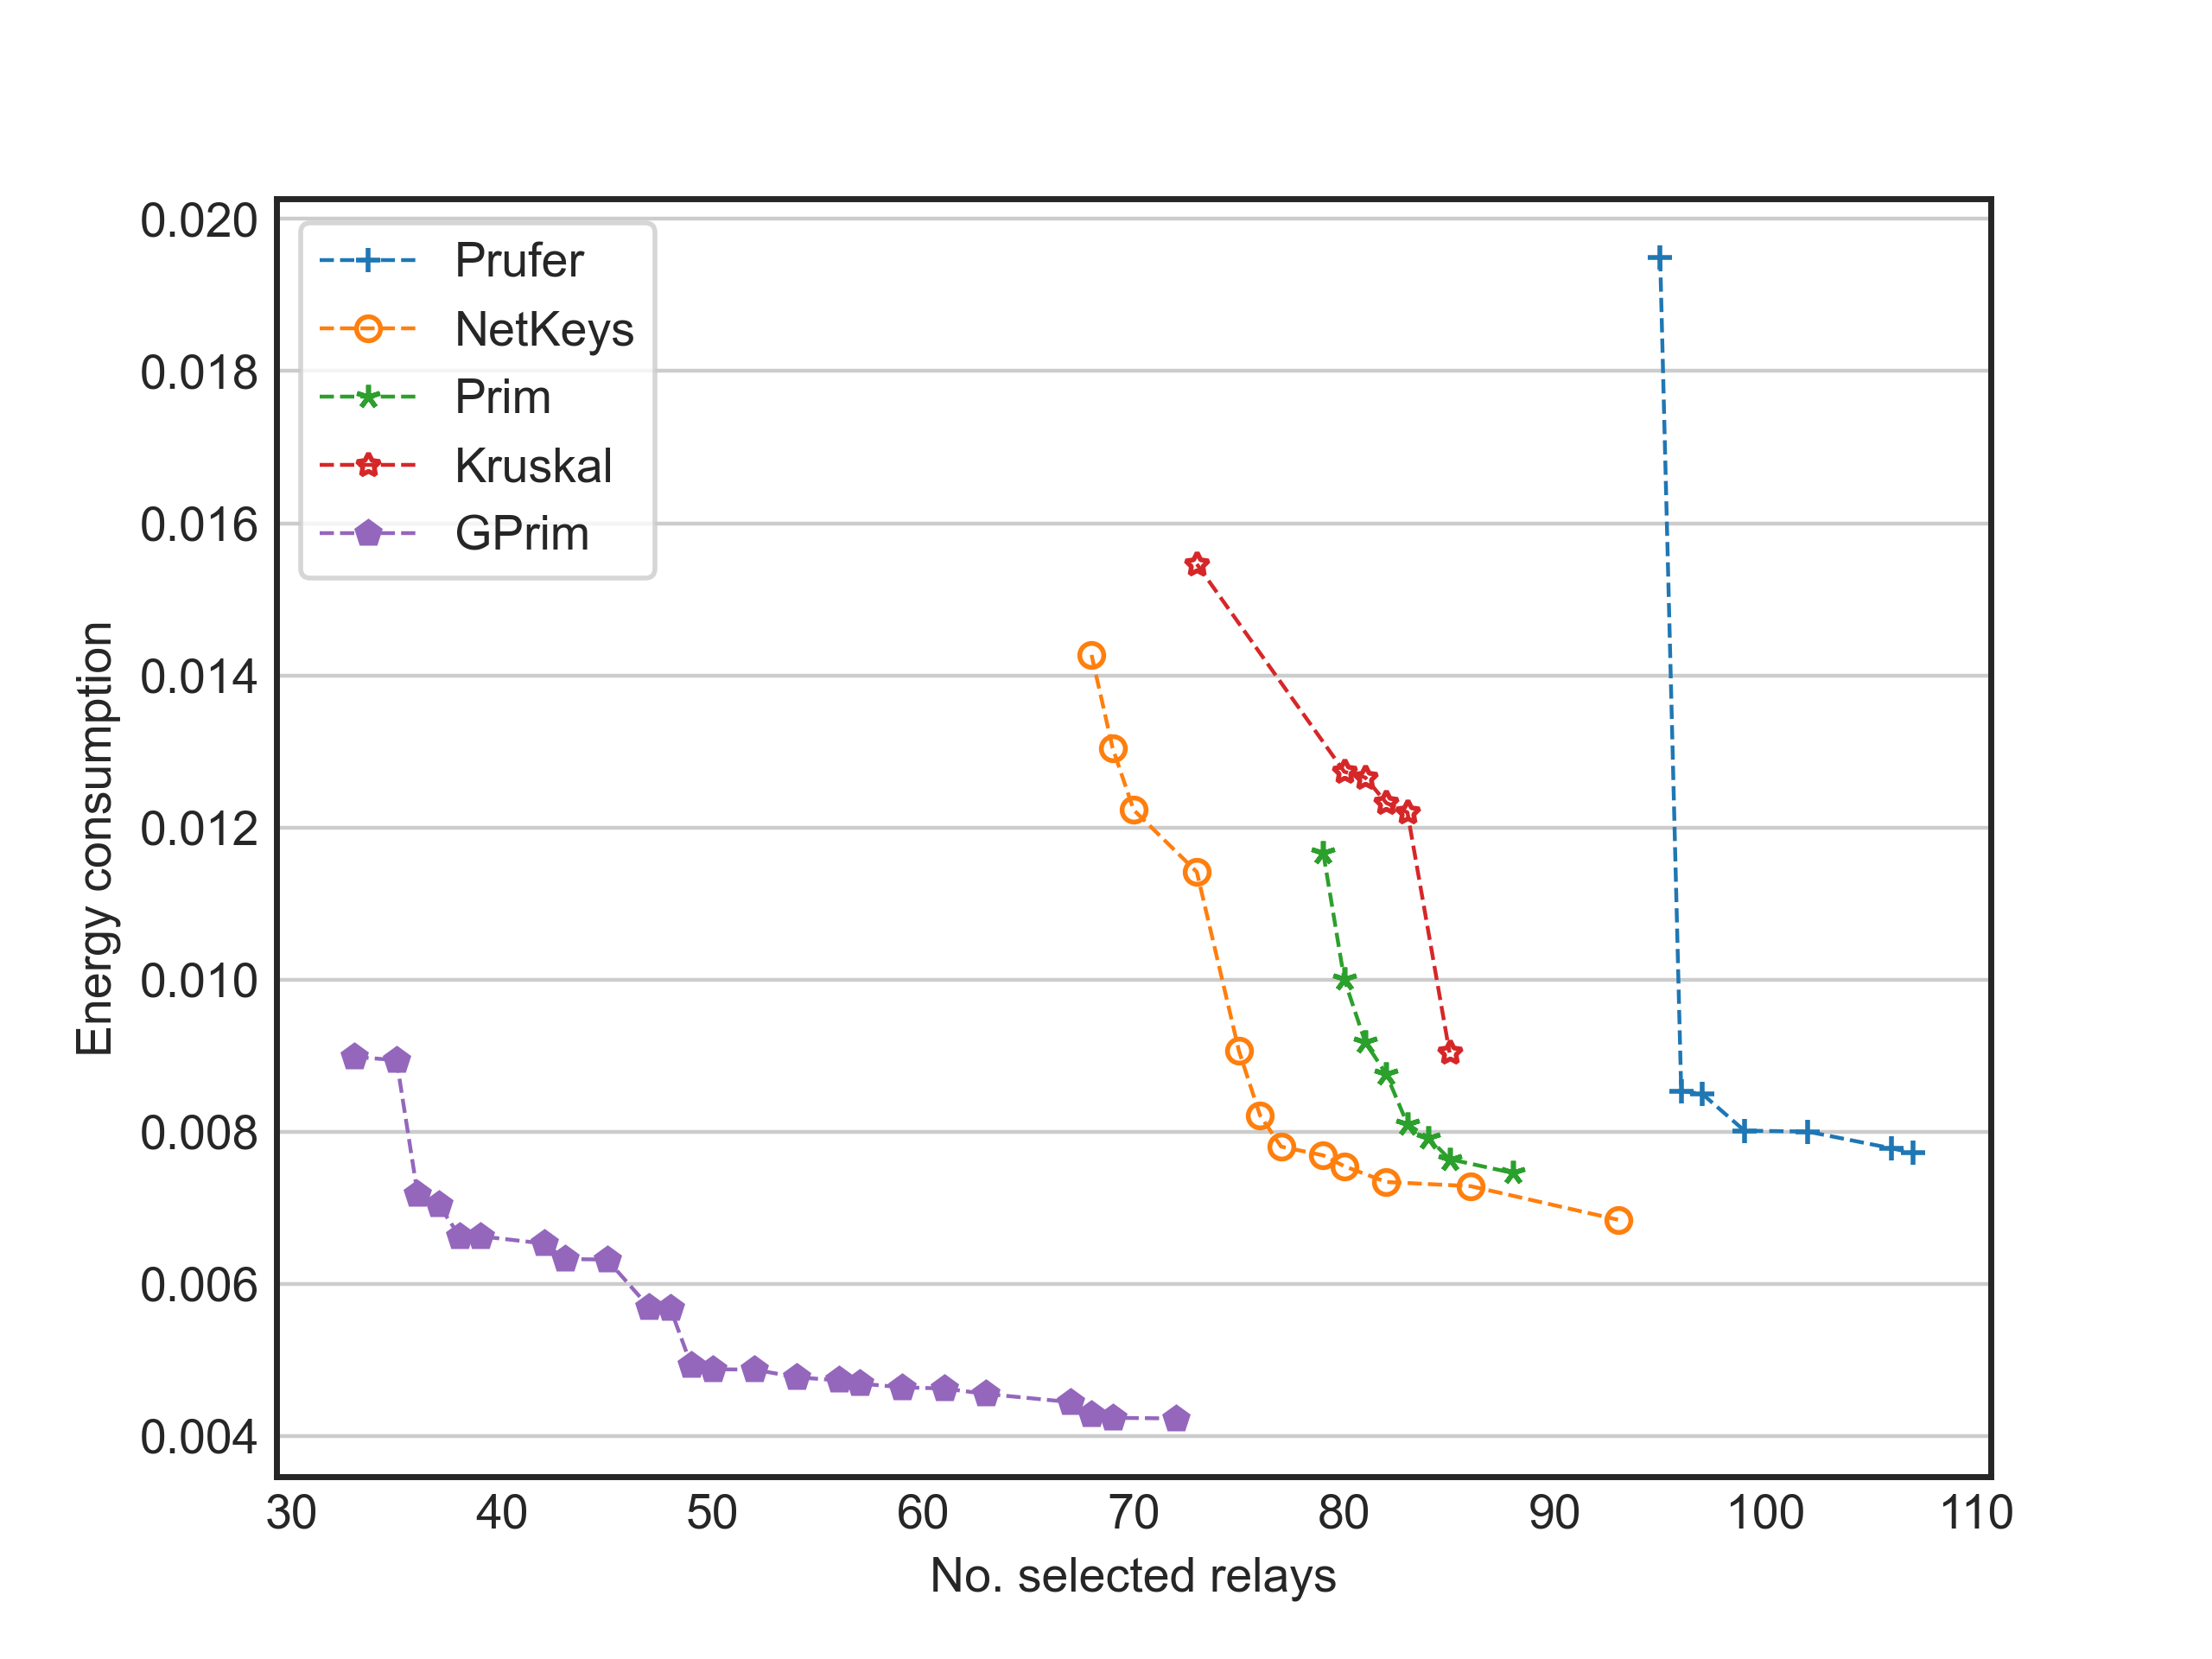 0.020
0.018
0.016
0.014
0.012
0.010
0.008
0.006
0.004
Energy consumption
Prufer
NetKeys
Prim
Kruskal
GPrim
30 40 50 60 70 80 90 100 110
No. selected relays